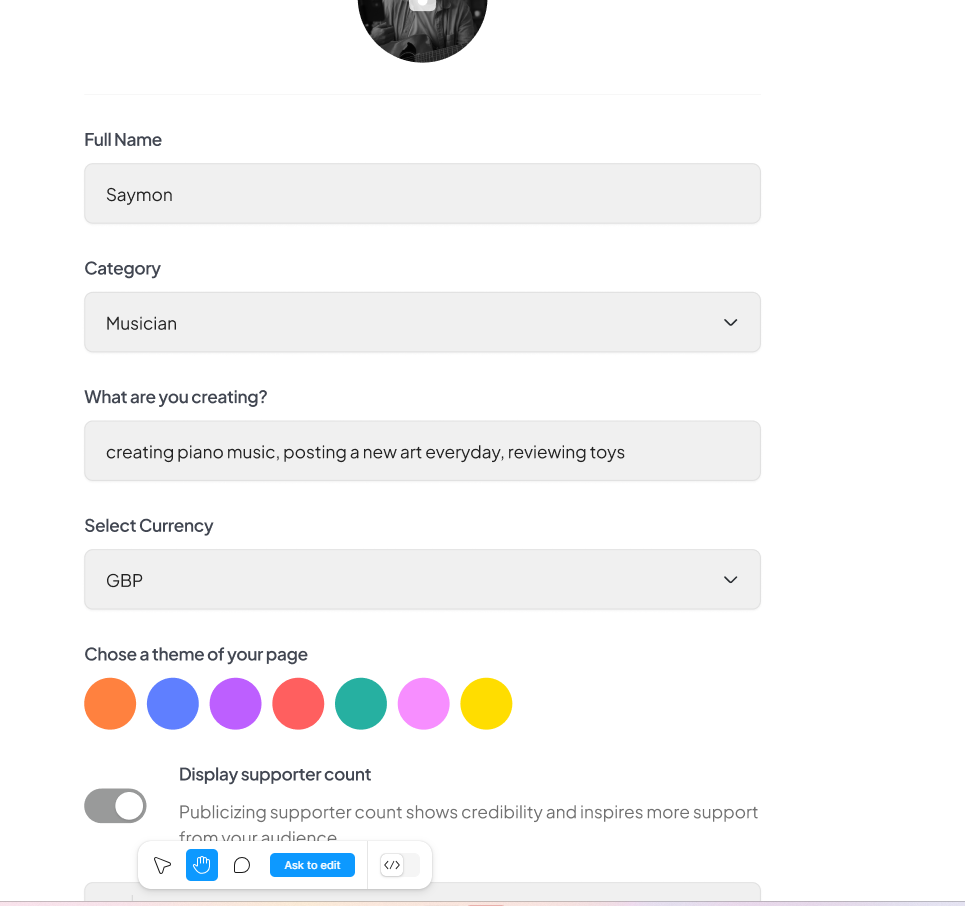 Full Name
Saymon
Category
Musician
What are you creating?
creating piano music, posting a new art everyday, reviewing toys
Select Currency
GBP
Chose a theme of your page
Display supporter count
Publicizing supporter count shows credibility and inspires more support
from your audience
Ask to edit